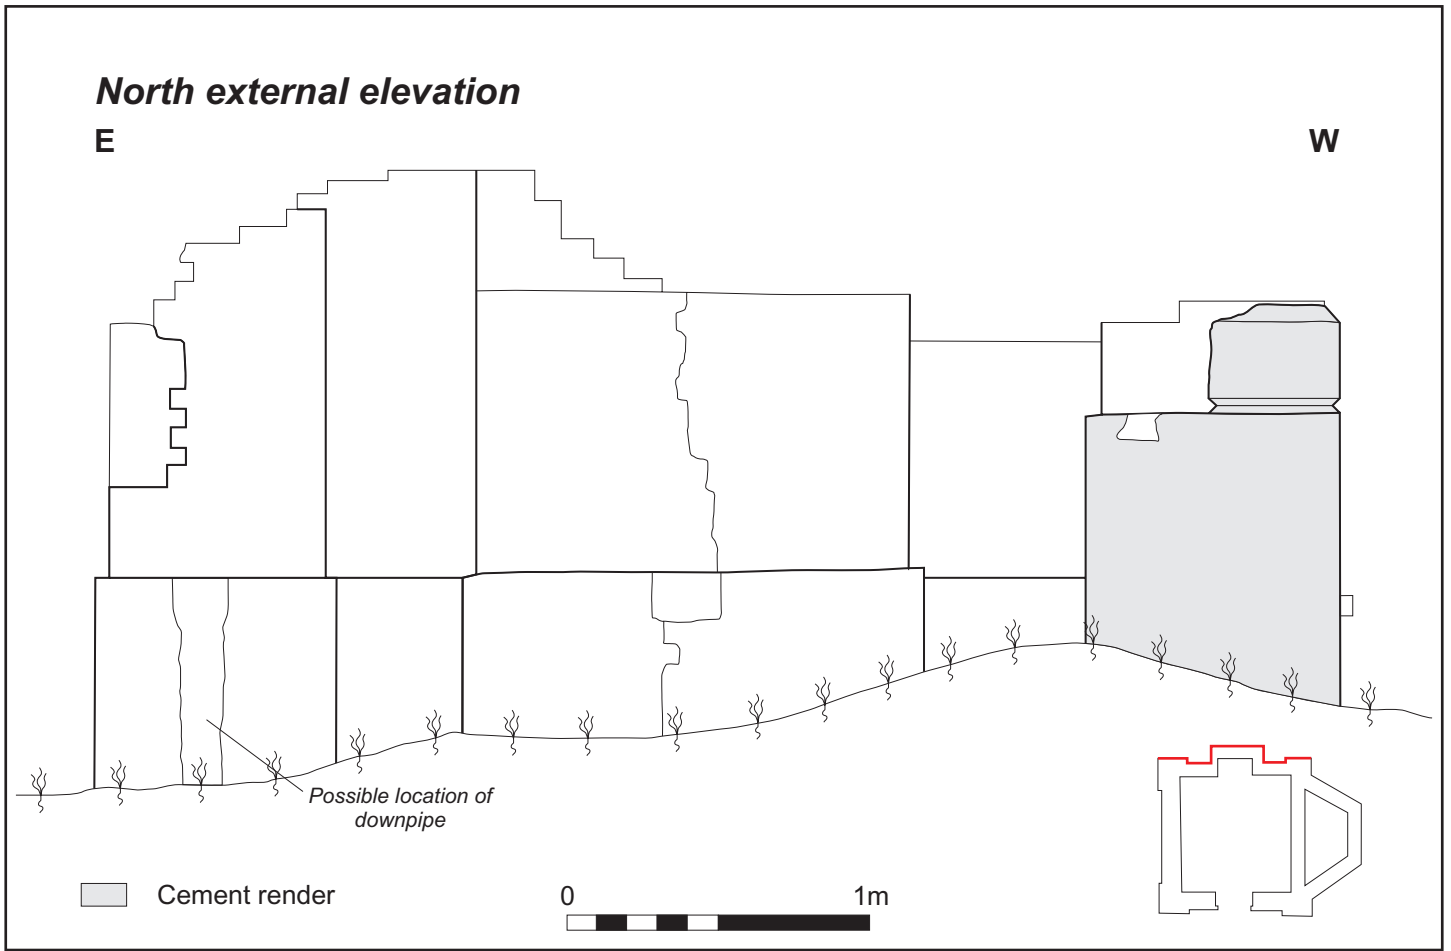 North external elevation
E
W
Possible location of
downpipe
Cement render
0
1m